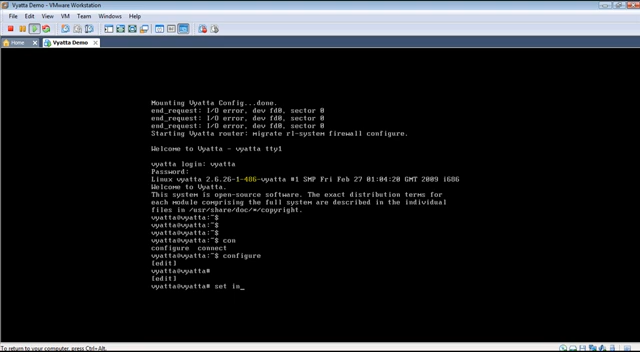 Vyatta Demo - VMware Workstation
File Edit View VM Team Windows Help
Home Vyatta Demo
Mounting Vyatta Config...done.
end_request: I/O error, dev fd0, sector 0
end_request: I/O error, dev fd0, sector 0
end_request: I/O error, dev fd0, sector 0
Starting Vyatta router: migrate rl-system firewall configure.
Welcome to Vyatta - vyatta tty1
vyatta login: vyatta
Password:
Linux vyatta 2.6.26-1-486-vyatta #1 SMP Fri Feb 27 01:04:20 GMT 2009 i686
Welcome to Vyatta.
This system is open-source software. The exact distribution terms for
each module comprising the full system are described in the individual
files in /usr/share/doc/*/copyright.
vyatta@vyatta:~$
vyatta@vyatta:~$
vyatta@vyatta:~$
vyatta@vyatta:~$ con
configure connect
vyatta@vyatta:~$ configure
[edit]
vyatta@vyatta#
[edit]
vyatta@vyatta# set in_
To return to your computer, press Ctrl+Alt.